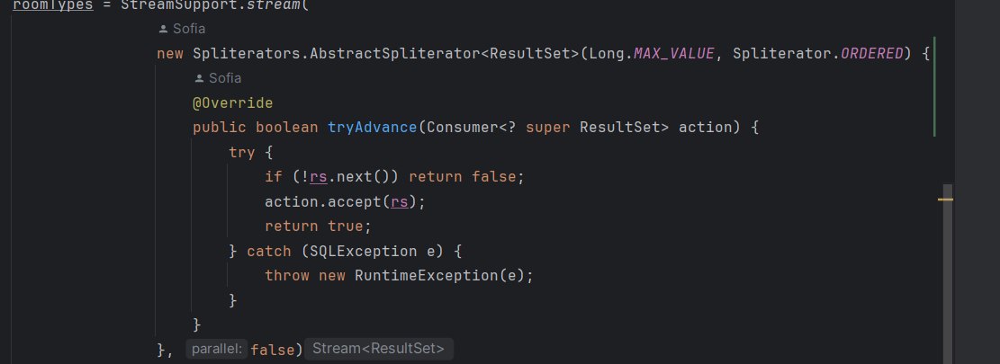 roomTypes = StreamSupport.stream(
Sofia
new Spliterators.AbstractSpliterator<ResultSet>(Long.MAX_VALUE, Spliterator.ORDERED) {
Sofia
@Override
public boolean tryAdvance(Consumer<? super ResultSet> action) {
try {
if (!rs.next()) return false;
action.accept(rs);
return true;
} catch (SQLException e) {
throw new RuntimeException(e);
}
}
}, parallel: false) Stream<ResultSet>